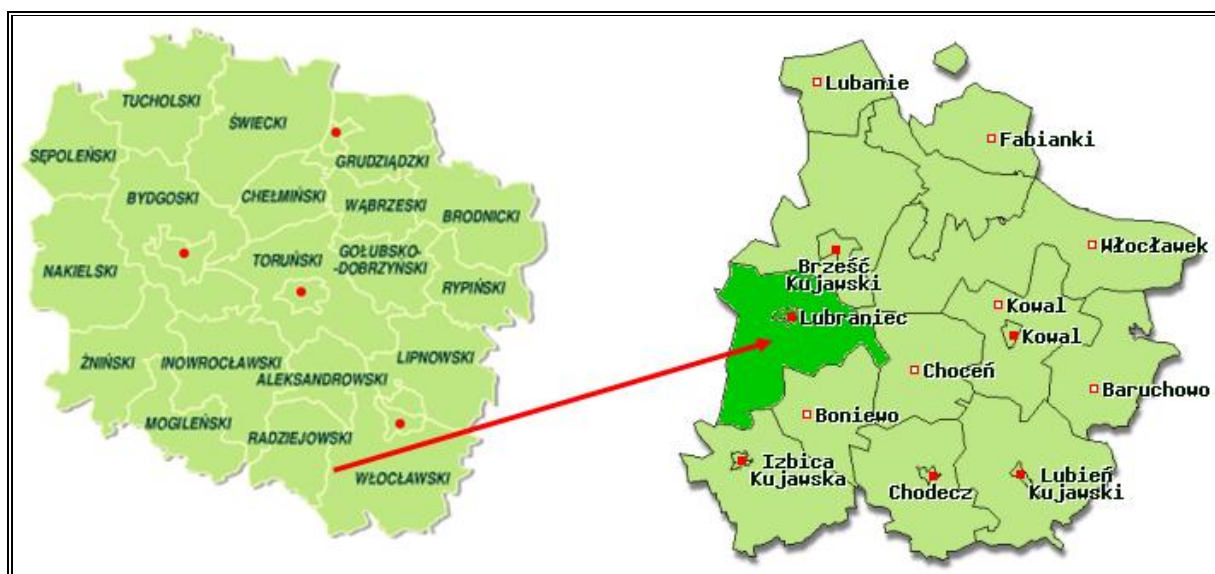 TUCHOLSKI
ŚWIECKI
SĘPOLEŃSKI
GRUDZIĄDZKI
BYDGOSKI
CHEŁMIŃSKI
WĄBRZESKI
BRODNICKI
NAKIELSKI
TORUŃSKI
GOŁUBSKO-
-DOBRZYŃSKI
RYPIŃSKI
ŻNIŃSKI
INOWROCŁAWSKI
LIPNOWSKI
ALEKSANDROWSKI
MOGILEŃSKI
RADZIEJOWSKI
WŁOCŁAWSKI
Lubanie
Fabianki
Włocławek
Brześć
Kujawski
Kowal
Lubraniec
Kowal
Choceń
Baruchowo
Boniewo
Izbica
Kujawska
Chodecz
Lubień
Kujawski